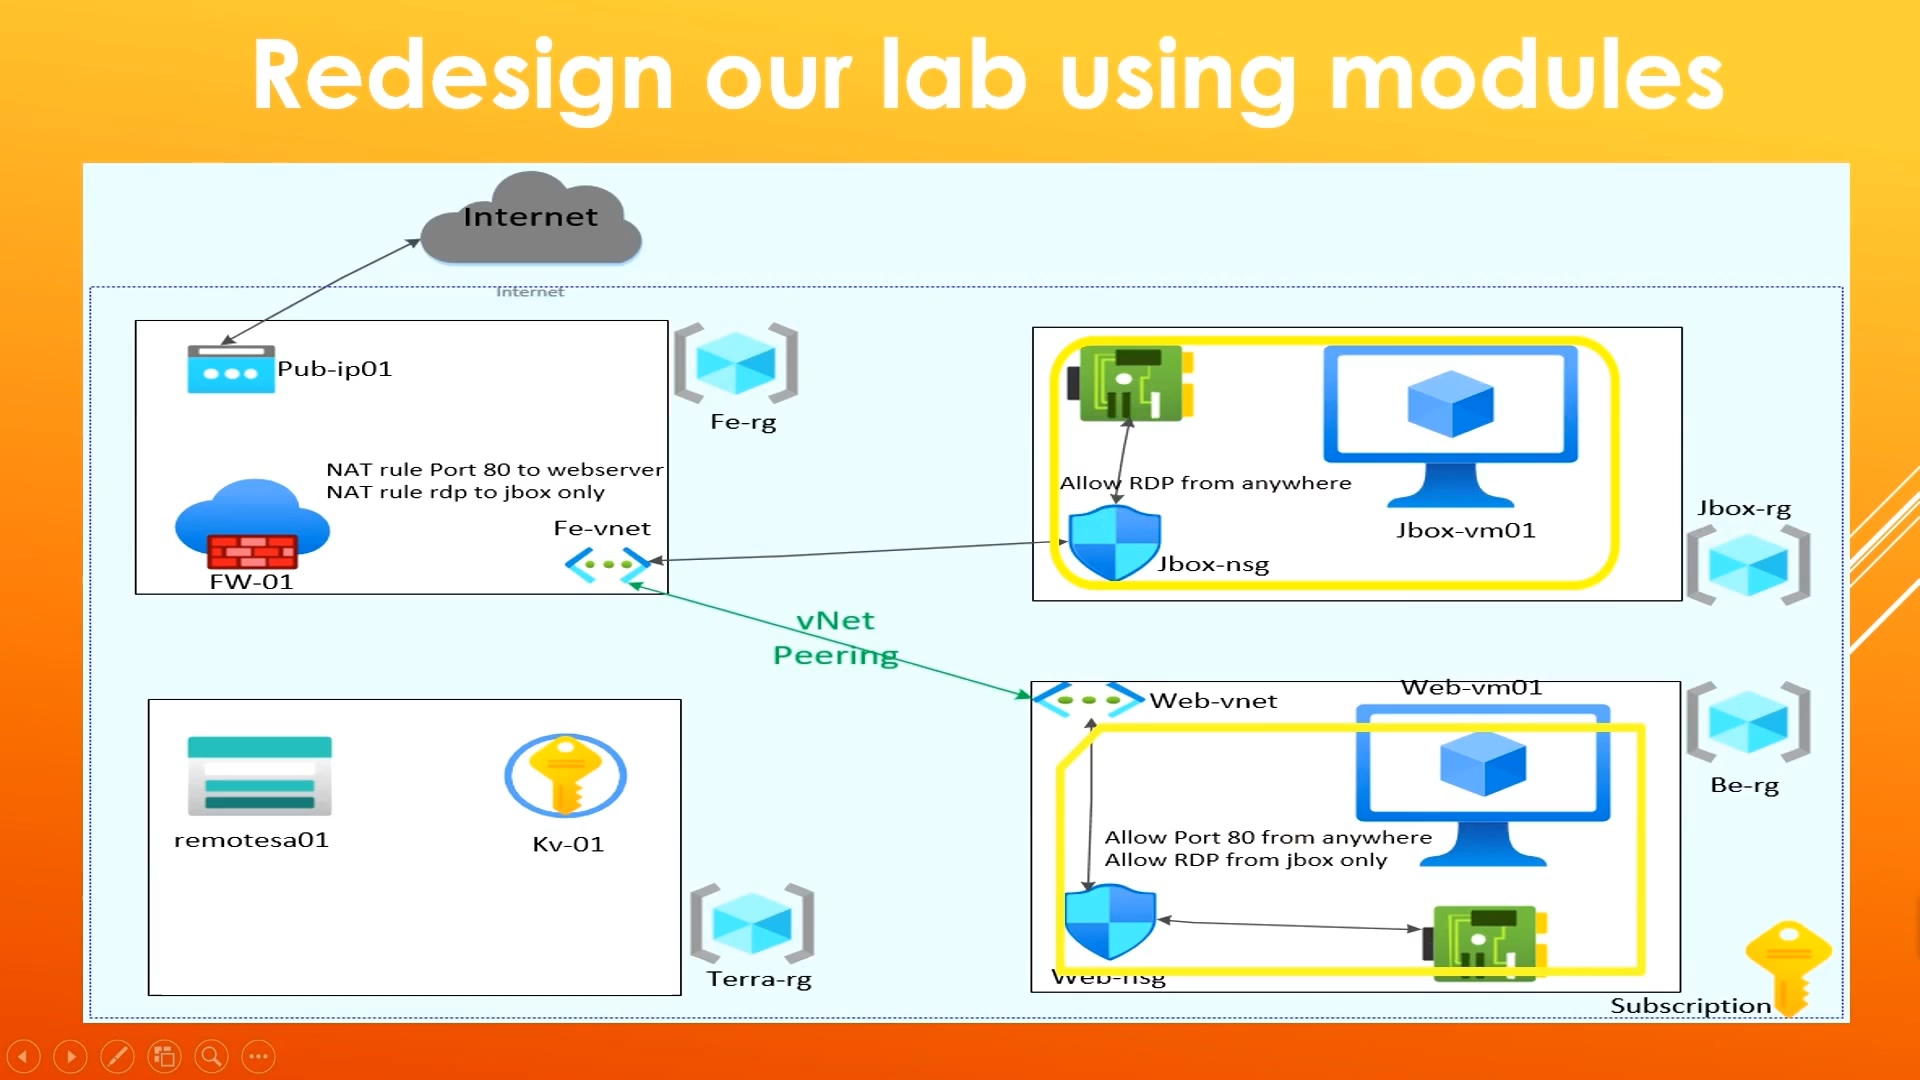 Redesign our lab using modules
Internet
Internet
Pub-ip01
Fe-rg
NAT rule Port 80 to webserver
NAT rule rdp to jbox only
Fe-vnet
FW-01
Allow RDP from anywhere
Jbox-vm01
Jbox-nsg
Jbox-rg
vNet
Peering
remotesa01
Kv-01
Terra-rg
Web-vnet
Web-vm01
Be-rg
Allow Port 80 from anywhere
Allow RDP from jbox only
Web-nsg
Subscription